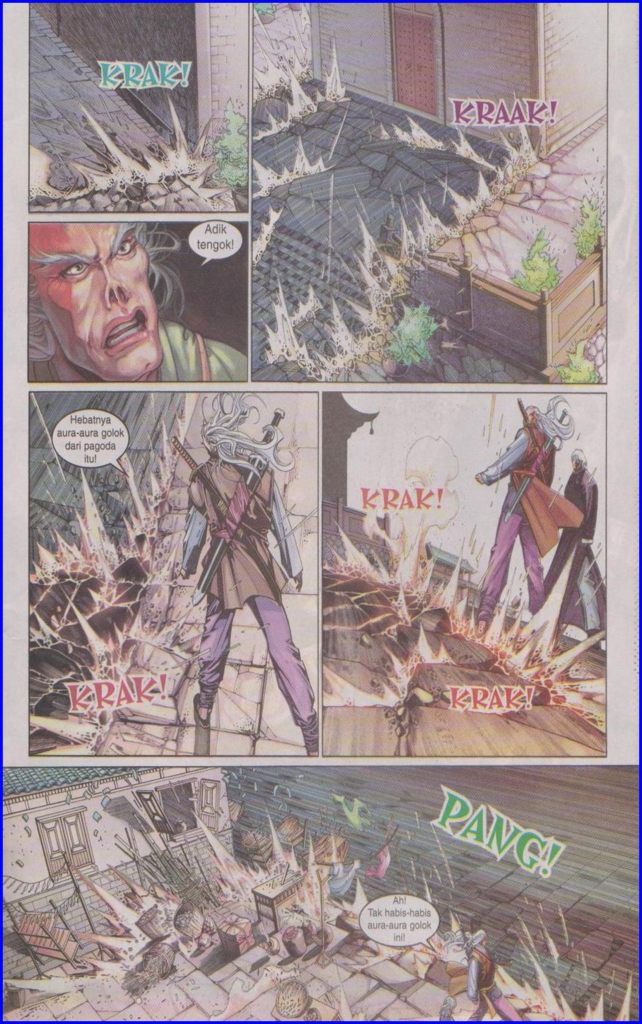 KRAK!
KRAAK!
Adik
tengok!
Hebatnya
aura-aura golok
dari pagoda
itu!
KRAK!
KRAK!
KRAK!
PANG!
Ah!
Tak habis-habis
aura-aura golok
ini!